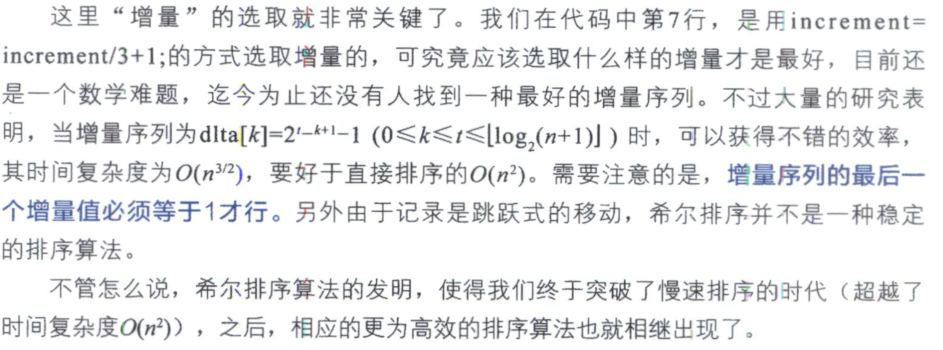 这里“增量”的选取就非常关键了。我们在代码中第7行，是用increment=
increment/3+1;的方式选取增量的，可究竟应该选取什么样的增量才是最好，目前还
是一个数学难题，迄今为止还没有人找到一种最好的增量序列。不过大量的研究表
明，当增量序列为dlta[k]=2^{t-k+1}-1 (0≤k≤t≤⌊log₂(n+1)⌋) 时，可以获得不错的效率，
其时间复杂度为O(n^{3/2})，要好于直接排序的O(n²)。需要注意的是，增量序列的最后一
个增量值必须等于1才行。另外由于记录是跳跃式的移动，希尔排序并不是一种稳定
的排序算法。
不管怎么说，希尔排序算法的发明，使得我们终于突破了慢速排序的时代（超越了
时间复杂度O(n²)），之后，相应的更为高效的排序算法也就相继出现了。